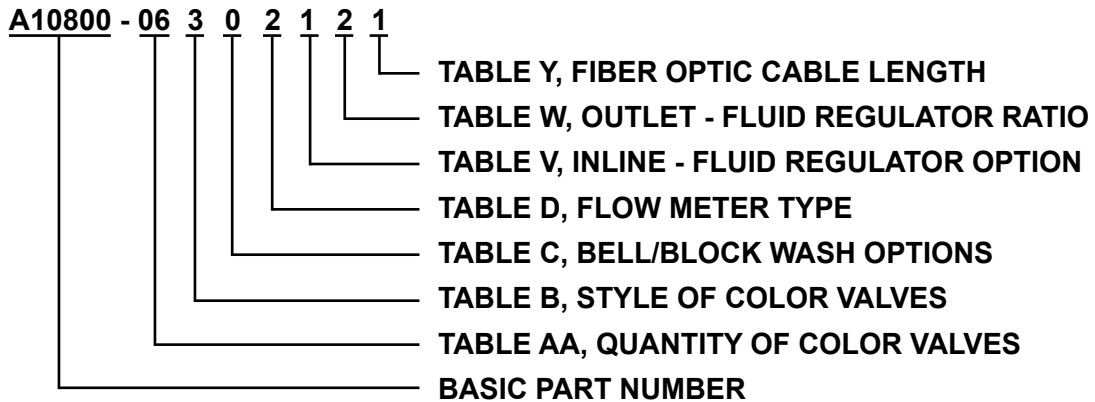 A10800 - 06 3 0 2 1 2 1
TABLE Y, FIBER OPTIC CABLE LENGTH
TABLE W, OUTLET - FLUID REGULATOR RATIO
TABLE V, INLINE - FLUID REGULATOR OPTION
TABLE D, FLOW METER TYPE
TABLE C, BELL/BLOCK WASH OPTIONS
TABLE B, STYLE OF COLOR VALVES
TABLE AA, QUANTITY OF COLOR VALVES
BASIC PART NUMBER